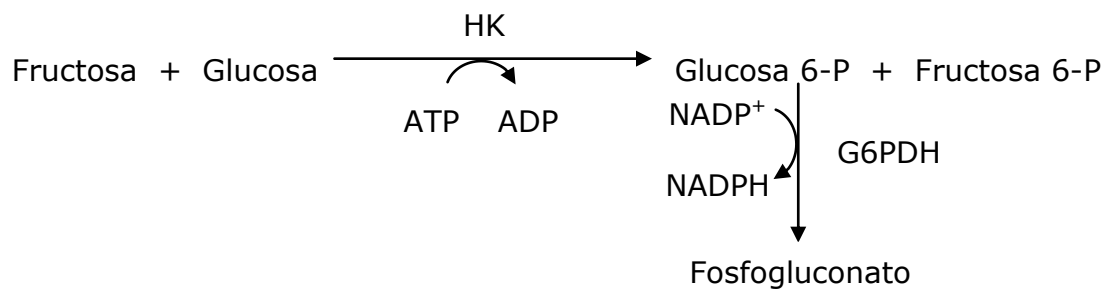 HK
Fructosa + Glucosa
Glucosa 6-P + Fructosa 6-P
ATP ADP
NADP⁺
G6PDH
NADPH
Fosfogluconato